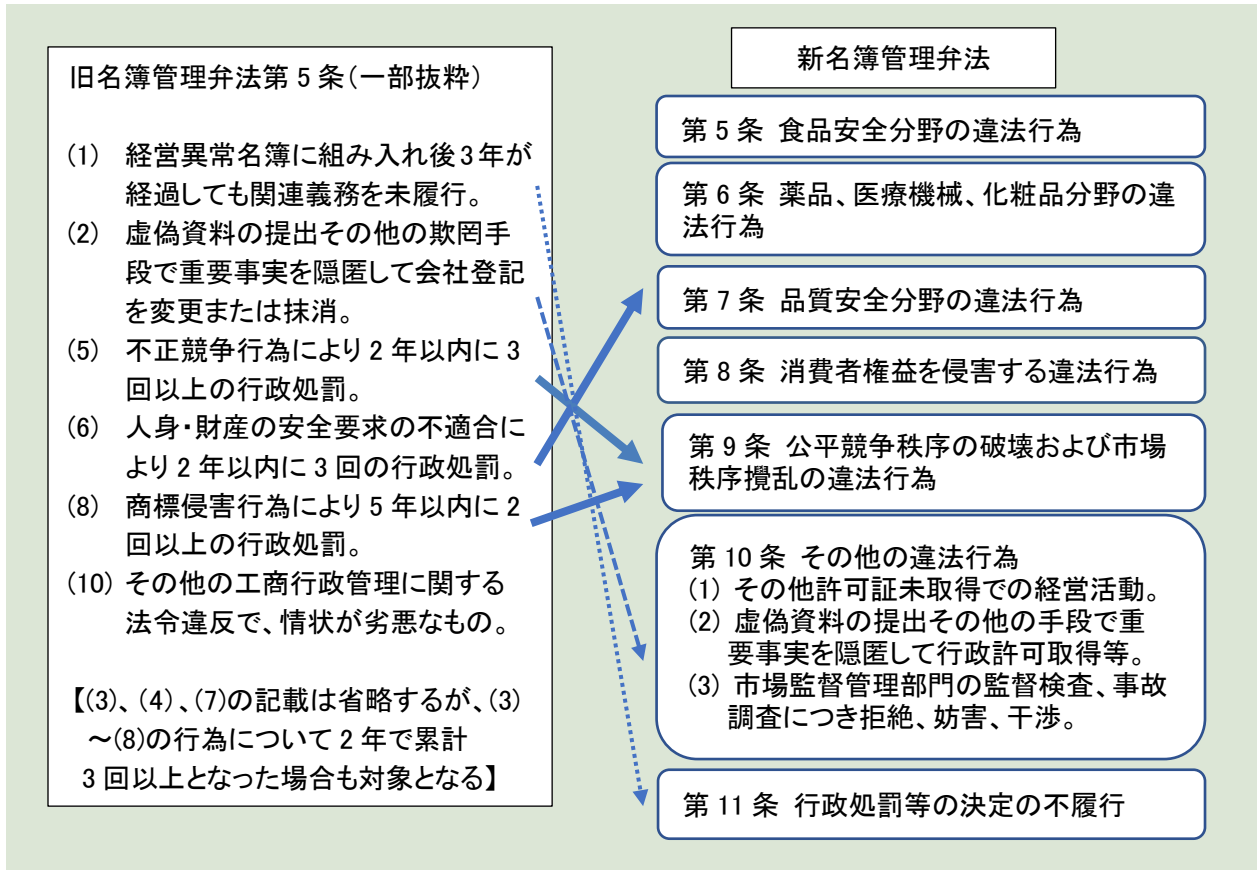 旧名簿管理弁法第 5 条(一部抜粋)
(1) 経営異常名簿に組み入れ後 3 年が
経過しても関連義務を未履行。
(2) 虚偽資料の提出その他の欺罔手
段で重要事実を隠匿して会社登記
を変更または抹消。
(5) 不正競争行為により 2 年以内に 3
回以上の行政処罰。
(6) 人身・財産の安全要求の不適合に
より 2 年以内に 3 回の行政処罰。
(8) 商標侵害行為により 5 年以内に 2
回以上の行政処罰。
(10) その他の工商行政管理に関する
法令違反で、情状が劣悪なもの。
【(3)、(4)、(7)の記載は省略するが、(3)
~(8)の行為について 2 年で累計
3 回以上となった場合も対象となる】
新名簿管理弁法
第 5 条 食品安全分野の違法行為
第 6 条 薬品、医療機械、化粧品分野の違
法行為
第 7 条 品質安全分野の違法行為
第 8 条 消費者権益を侵害する違法行為
第 9 条 公平競争秩序の破壊および市場
秩序攪乱の違法行為
第 10 条 その他の違法行為
(1) その他許可証未取得での経営活動。
(2) 虚偽資料の提出その他の手段で重
要事実を隠匿して行政許可取得等。
(3) 市場監督管理部門の監督検査、事故
調査につき拒絶、妨害、干渉。
第 11 条 行政処罰等の決定の不履行